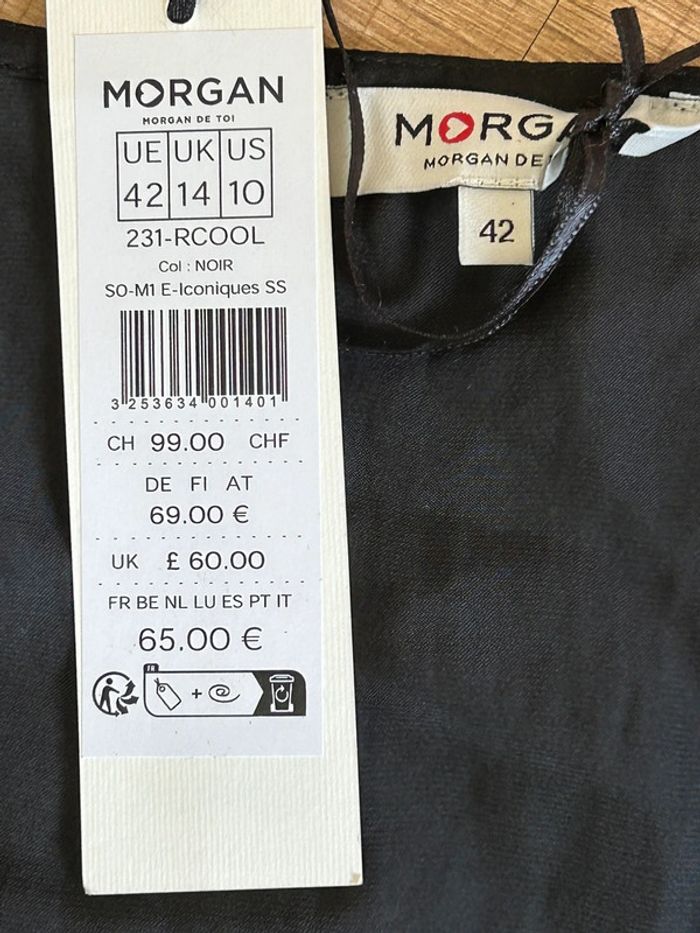 MORGAN
MORGAN DE TOI
UE UK US
42 14 10
231-RCOOL
Col : NOIR
SO-M1 E-Iconiques SS
3 253634 001401
CH 99.00 CHF
DE FI AT
69.00 €
UK £ 60.00
FR BE NL LU ES PT IT
65.00 €
FR
+
MORGA
MORGAN DE
42